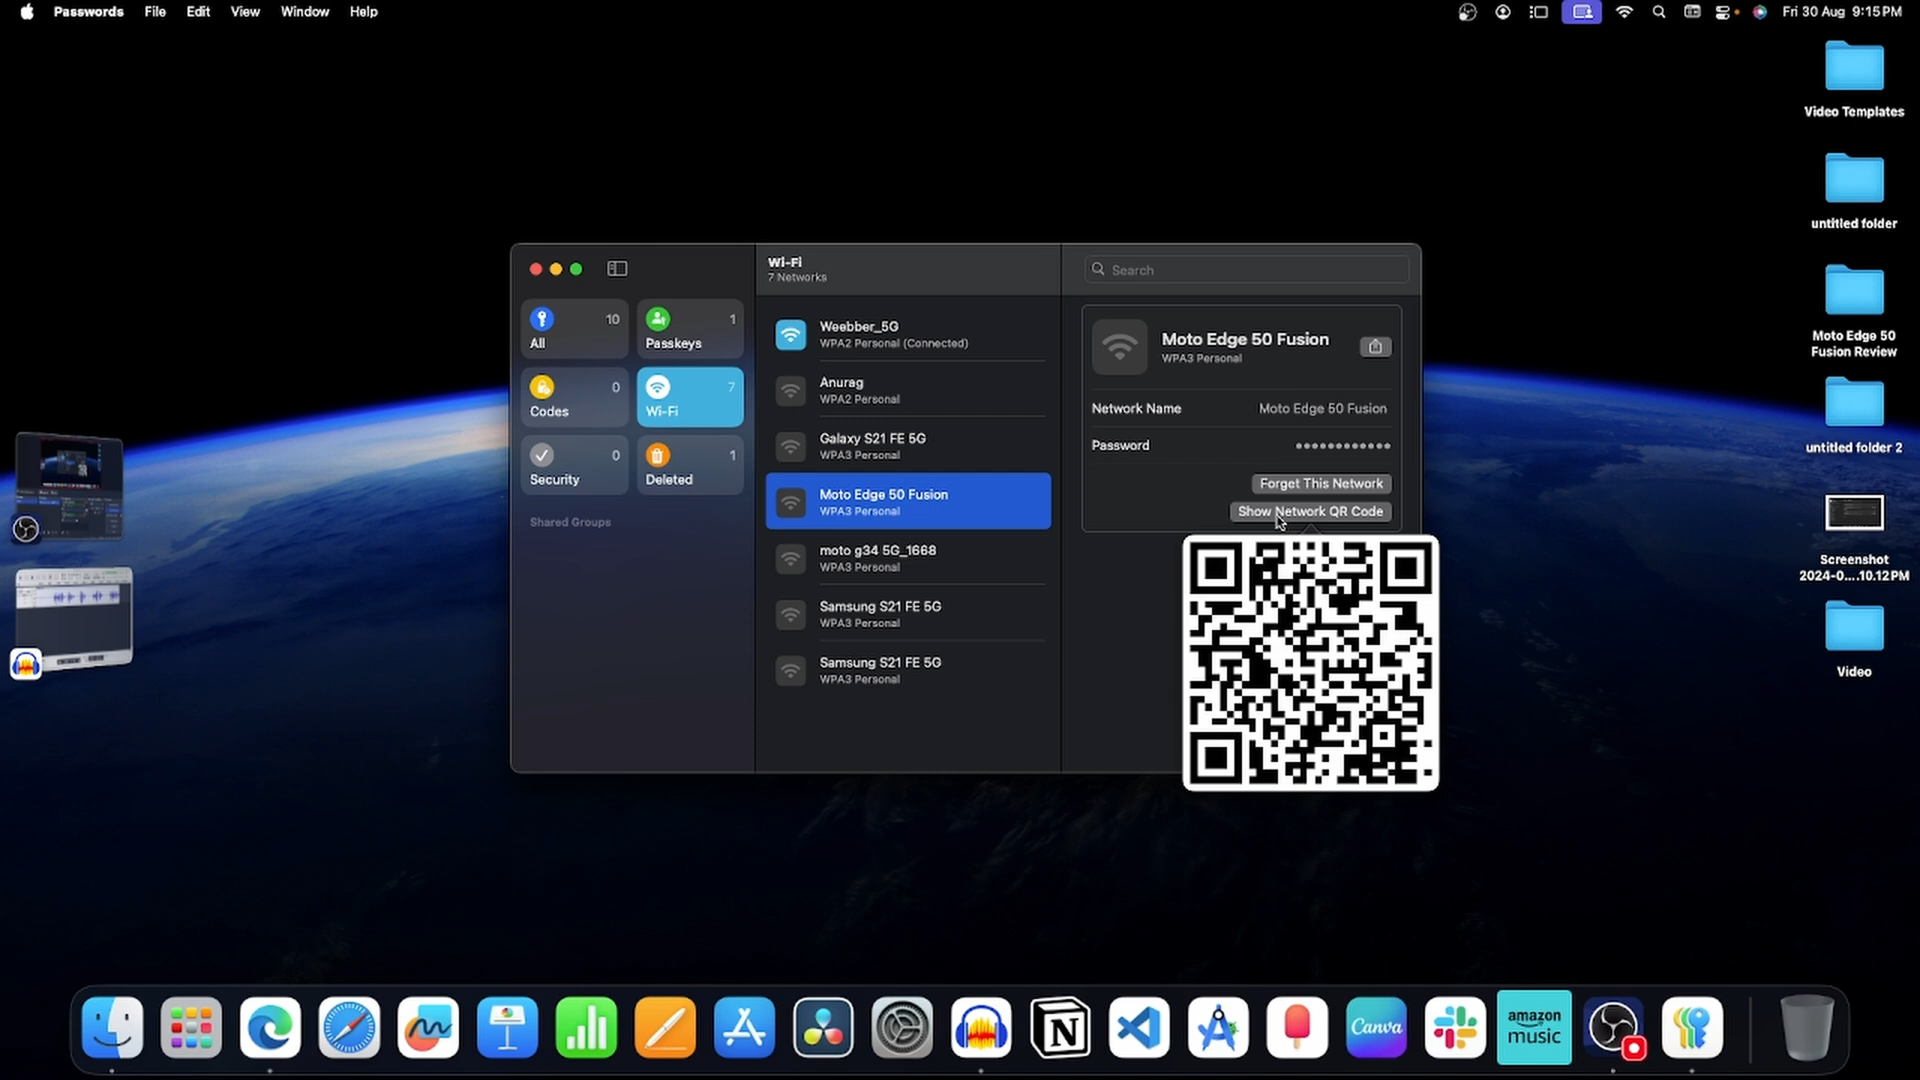 Passwords File Edit View Window Help
Fri 30 Aug 9:15 PM
Video Templates
untitled folder
Moto Edge 50
Fusion Review
untitled folder 2
Screenshot
2024-0....10.12 PM
Video
All 10
Passkeys 1
Codes 0
Wi-Fi 7
Security 0
Deleted 1
Shared Groups
Wi-Fi
7 Networks
Weebber_5G
WPA2 Personal (Connected)
Anurag
WPA2 Personal
Galaxy S21 FE 5G
WPA3 Personal
Moto Edge 50 Fusion
WPA3 Personal
moto g34 5G_1668
WPA3 Personal
Samsung S21 FE 5G
WPA3 Personal
Samsung S21 FE 5G
WPA3 Personal
Search
Moto Edge 50 Fusion
WPA3 Personal
Network Name Moto Edge 50 Fusion
Password ••••••••••••
Forget This Network
Show Network QR Code
N
Canva
amazon
music